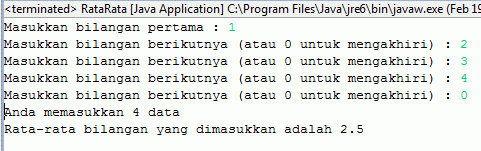 <terminated> RataRata [Java Application] C:\Program Files\Java\jre6\bin\javaw.exe (Feb 19
Masukkan bilangan pertama : 1
Masukkan bilangan berikutnya (atau 0 untuk mengakhiri) : 2
Masukkan bilangan berikutnya (atau 0 untuk mengakhiri) : 3
Masukkan bilangan berikutnya (atau 0 untuk mengakhiri) : 4
Masukkan bilangan berikutnya (atau 0 untuk mengakhiri) : 0
Anda memasukkan 4 data
Rata-rata bilangan yang dimasukkan adalah 2.5